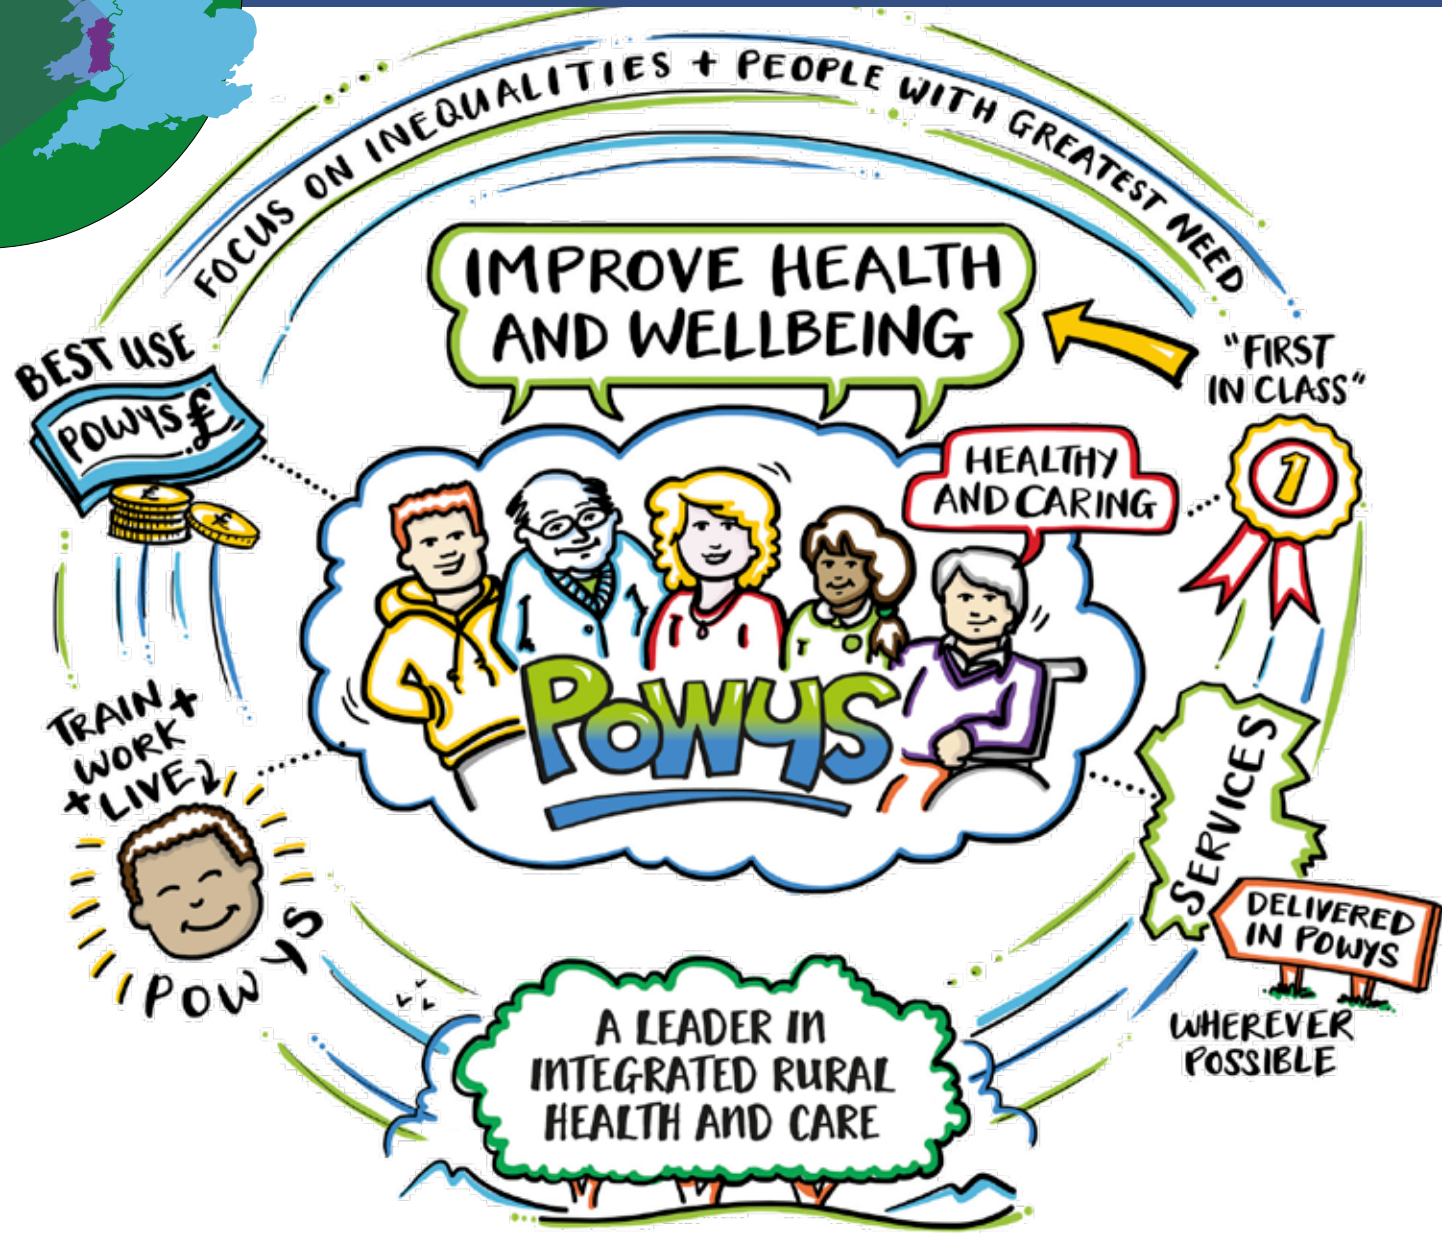 FOCUS ON INEQUALITIES + PEOPLE WITH GREATEST NEED
IMPROVE HEALTH
AND WELLBEING
BEST USE
POWYS £
£
£
"FIRST
IN CLASS"
1
HEALTHY
AND CARING
POWYS
TRAIN +
WORK
+ LIVE
POWYS
SERVICES
DELIVERED
IN POWYS
WHEREVER
POSSIBLE
A LEADER IN
INTEGRATED RURAL
HEALTH AND CARE